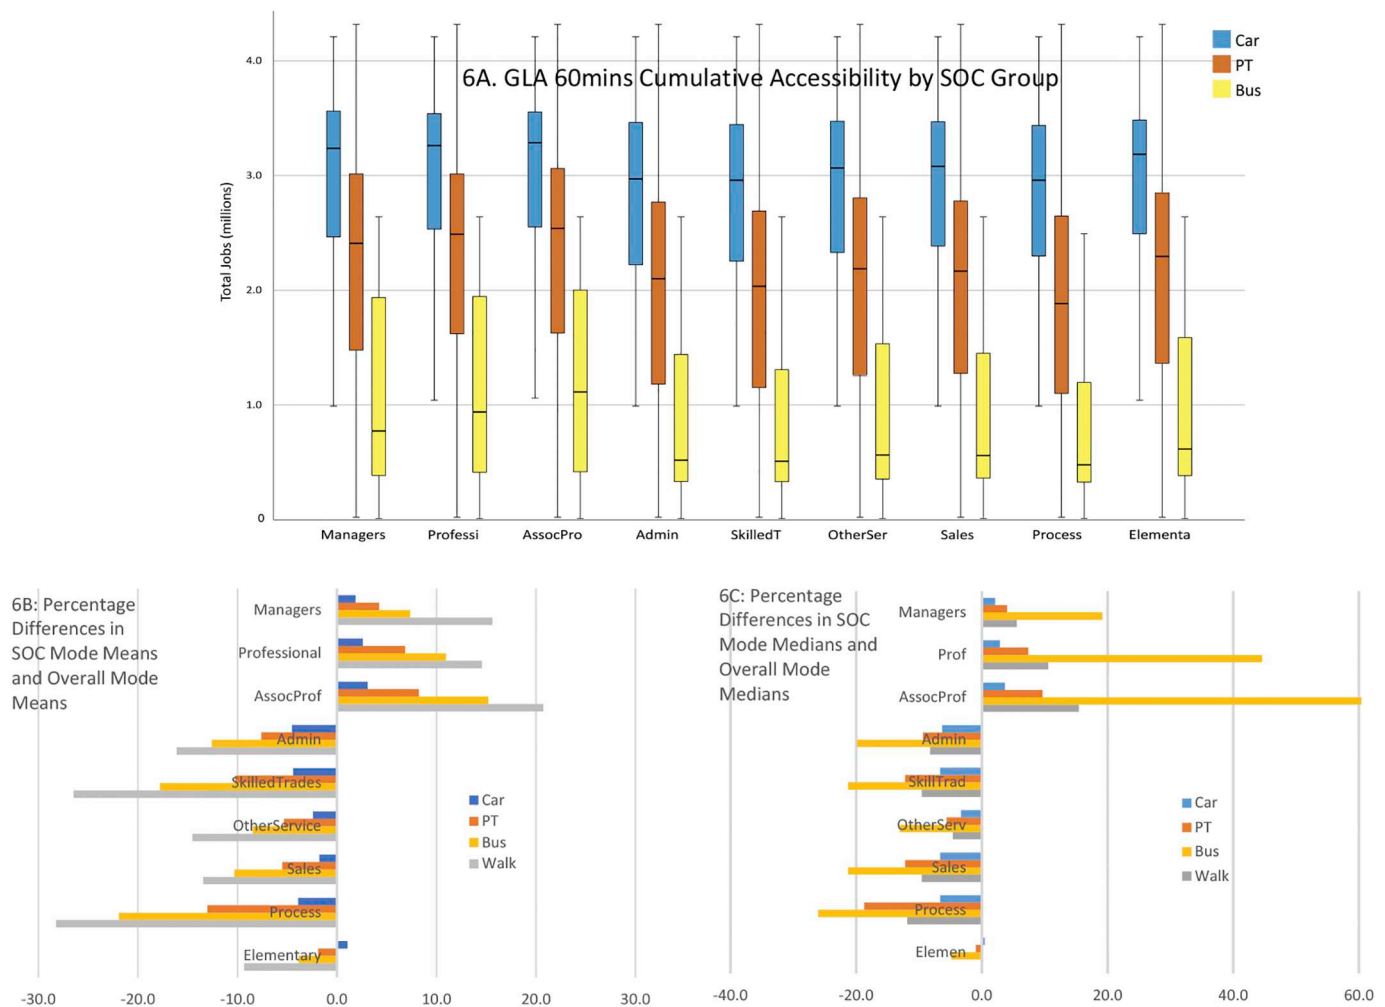 6A. GLA 60mins Cumulative Accessibility by SOC Group
Car
PT
Bus
Total Jobs (millions)
4.0
3.0
2.0
1.0
0
Managers Professi AssocPro Admin SkilledT OtherSer Sales Process Elementa
6B: Percentage
Differences in
SOC Mode Means
and Overall Mode
Means
Managers
Professional
AssocProf
Admin
SkilledTrades
OtherService
Sales
Process
Elementary
Car
PT
Bus
Walk
-30.0 -20.0 -10.0 0.0 10.0 20.0 30.0
6C: Percentage
Differences in SOC
Mode Medians and
Overall Mode
Medians
Managers
Prof
AssocProf
Admin
SkillTrad
OtherServ
Sales
Process
Elemen
Car
PT
Bus
Walk
-40.0 -20.0 0.0 20.0 40.0 60.0